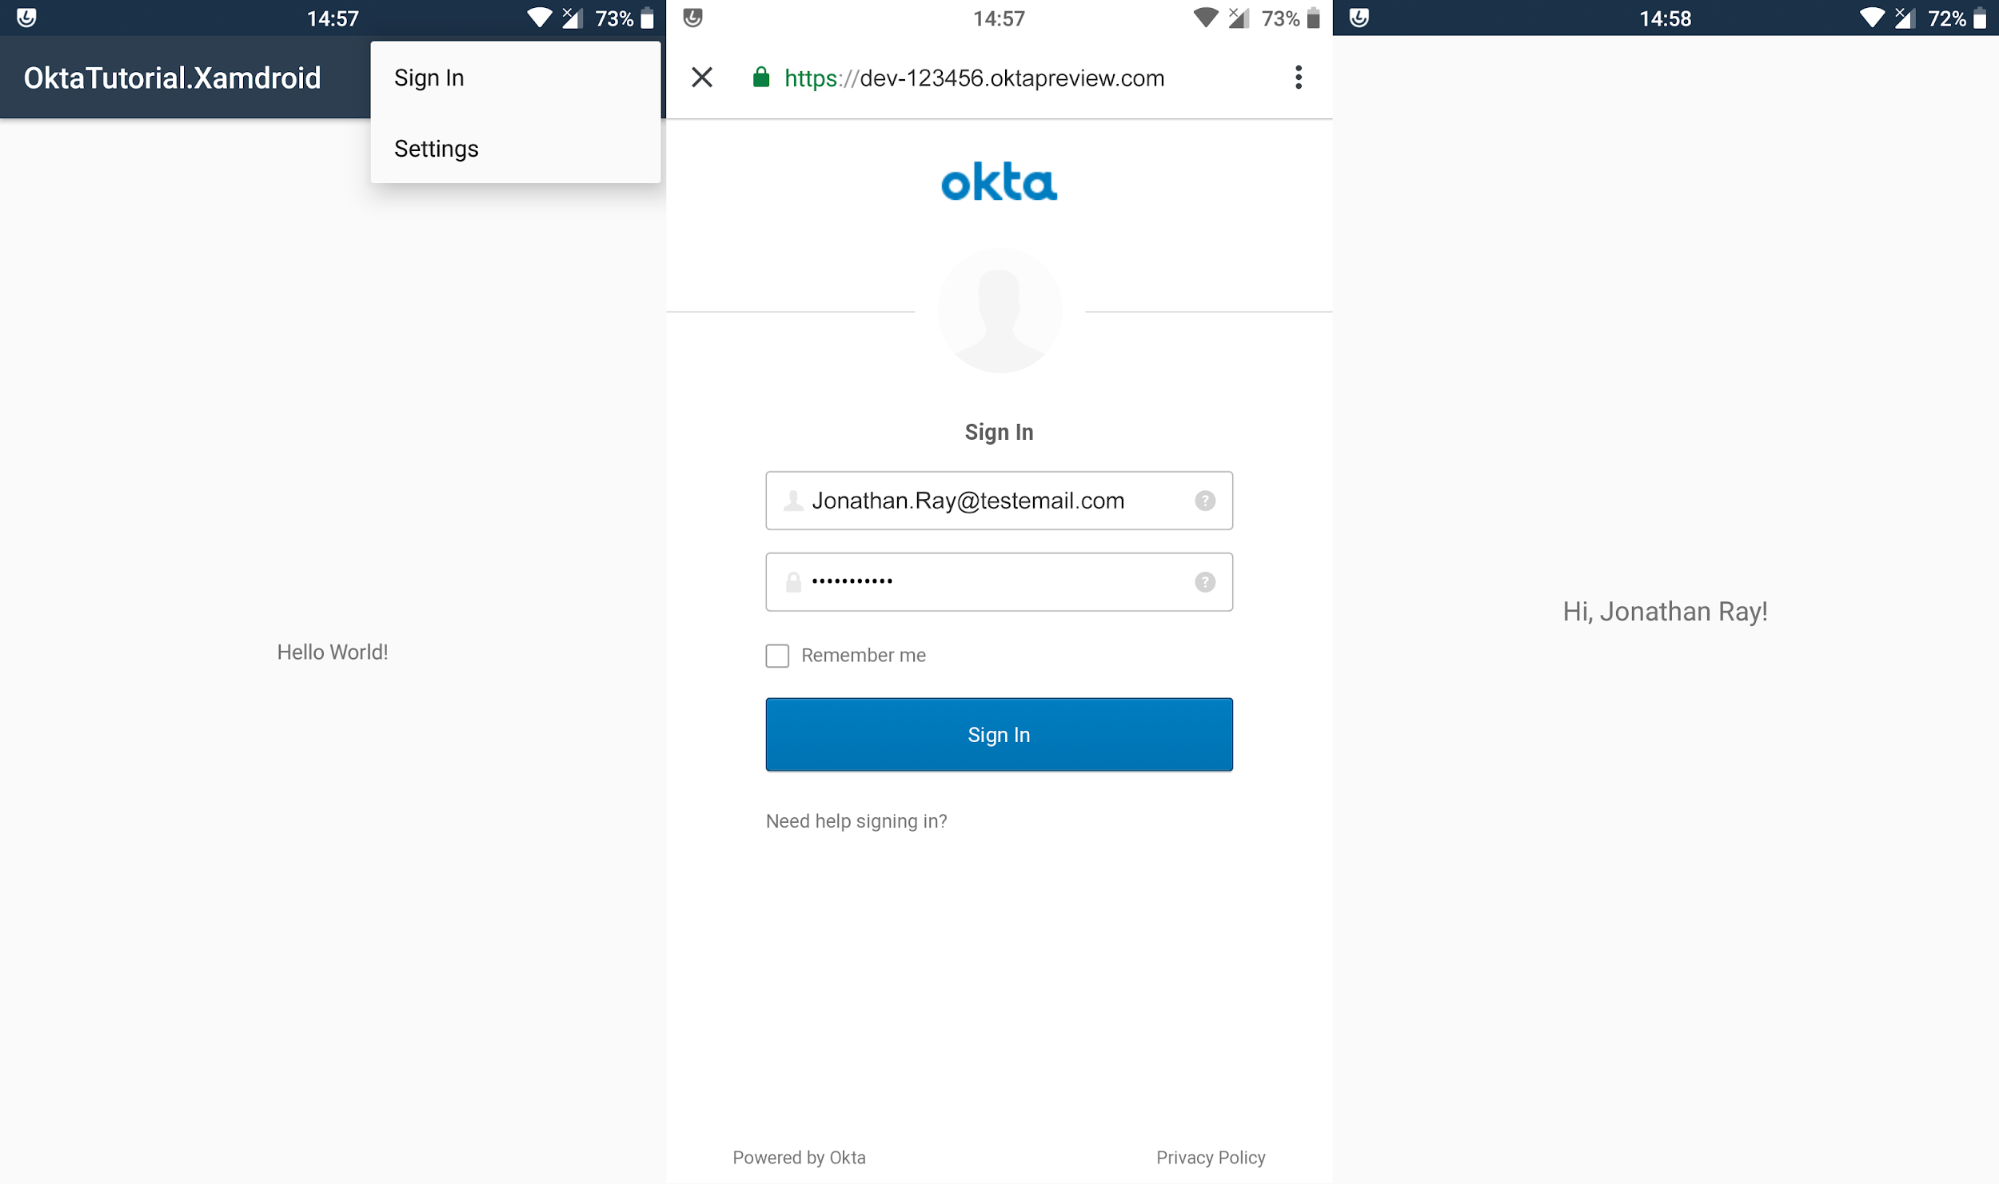 14:57
73%
OktaTutorial.Xamdroid
Sign In
Settings
Hello World!
14:57
73%
https://dev-123456.oktapreview.com
okta
Sign In
Jonathan.Ray@testemail.com
?
•••••••••••
?
Remember me
Sign In
Need help signing in?
Powered by Okta
Privacy Policy
14:58
72%
Hi, Jonathan Ray!